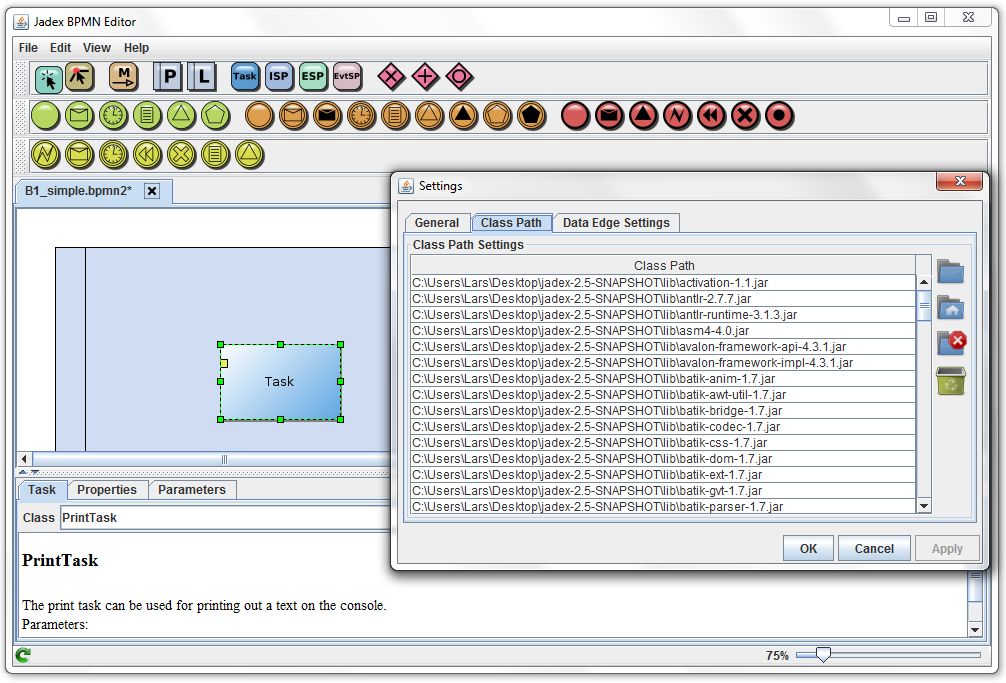 Jadex BPMN Editor
File Edit View Help
M P L Task ISP ESP EvtSP
B1_simple.bpmn2*
Task
Task Properties Parameters
Class PrintTask
PrintTask
The print task can be used for printing out a text on the console.
Parameters:
75%
Settings
General Class Path Data Edge Settings
Class Path Settings
Class Path
C:\Users\Lars\Desktop\jadex-2.5-SNAPSHOT\lib\activation-1.1.jar
C:\Users\Lars\Desktop\jadex-2.5-SNAPSHOT\lib\antlr-2.7.7.jar
C:\Users\Lars\Desktop\jadex-2.5-SNAPSHOT\lib\antlr-runtime-3.1.3.jar
C:\Users\Lars\Desktop\jadex-2.5-SNAPSHOT\lib\asm4-4.0.jar
C:\Users\Lars\Desktop\jadex-2.5-SNAPSHOT\lib\avalon-framework-api-4.3.1.jar
C:\Users\Lars\Desktop\jadex-2.5-SNAPSHOT\lib\avalon-framework-impl-4.3.1.jar
C:\Users\Lars\Desktop\jadex-2.5-SNAPSHOT\lib\batik-anim-1.7.jar
C:\Users\Lars\Desktop\jadex-2.5-SNAPSHOT\lib\batik-awt-util-1.7.jar
C:\Users\Lars\Desktop\jadex-2.5-SNAPSHOT\lib\batik-bridge-1.7.jar
C:\Users\Lars\Desktop\jadex-2.5-SNAPSHOT\lib\batik-codec-1.7.jar
C:\Users\Lars\Desktop\jadex-2.5-SNAPSHOT\lib\batik-css-1.7.jar
C:\Users\Lars\Desktop\jadex-2.5-SNAPSHOT\lib\batik-dom-1.7.jar
C:\Users\Lars\Desktop\jadex-2.5-SNAPSHOT\lib\batik-ext-1.7.jar
C:\Users\Lars\Desktop\jadex-2.5-SNAPSHOT\lib\batik-gvt-1.7.jar
C:\Users\Lars\Desktop\jadex-2.5-SNAPSHOT\lib\batik-parser-1.7.jar
OK Cancel Apply